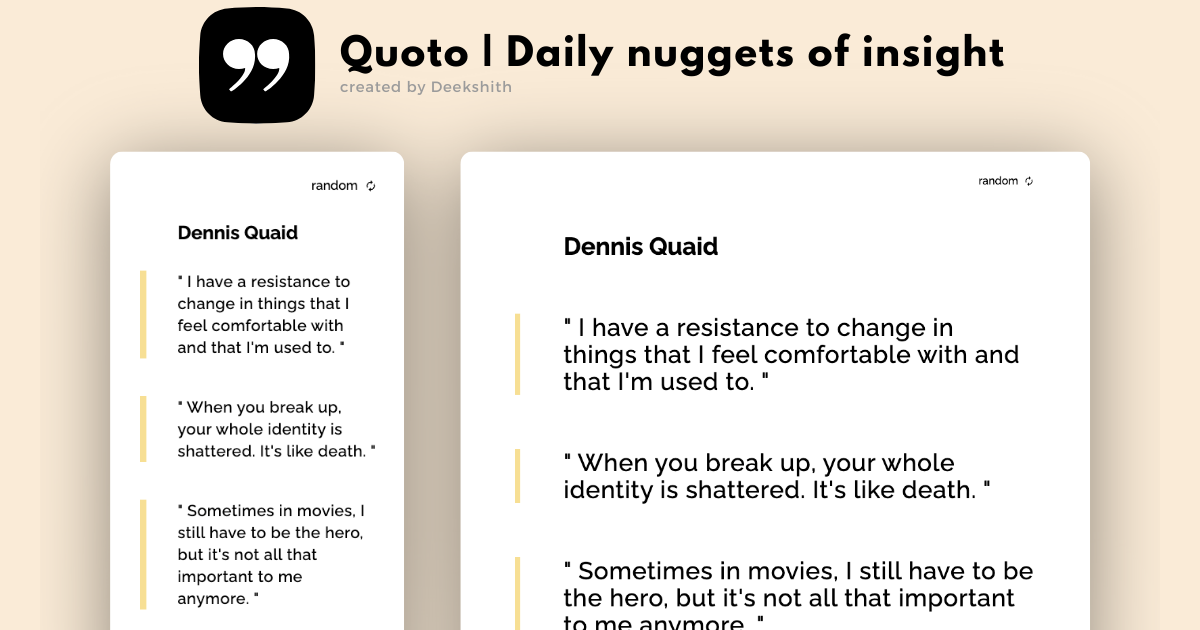 Quoto | Daily nuggets of insight
created by Deekshith
random
Dennis Quaid
" I have a resistance to
change in things that I
feel comfortable with
and that I'm used to. "
" When you break up,
your whole identity is
shattered. It's like death. "
" Sometimes in movies, I
still have to be the hero,
but it's not all that
important to me
anymore. "
random
Dennis Quaid
" I have a resistance to change in
things that I feel comfortable with and
that I'm used to. "
" When you break up, your whole
identity is shattered. It's like death. "
" Sometimes in movies, I still have to be
the hero, but it's not all that important
to me anymore. "